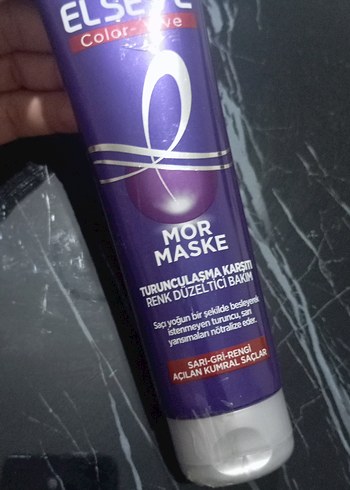 ELSEVE
Color-Vive
MOR
MASKE
TURUNCULAŞMA KARŞITI
RENK DÜZELTİCİ BAKIM
Saçı yoğun bir şekilde besleyerek
istenmeyen turuncu, sarı
yansımaları nötralize eder.
SARI-GRİ-RENGİ
AÇILAN KUMRAL SAÇLAR